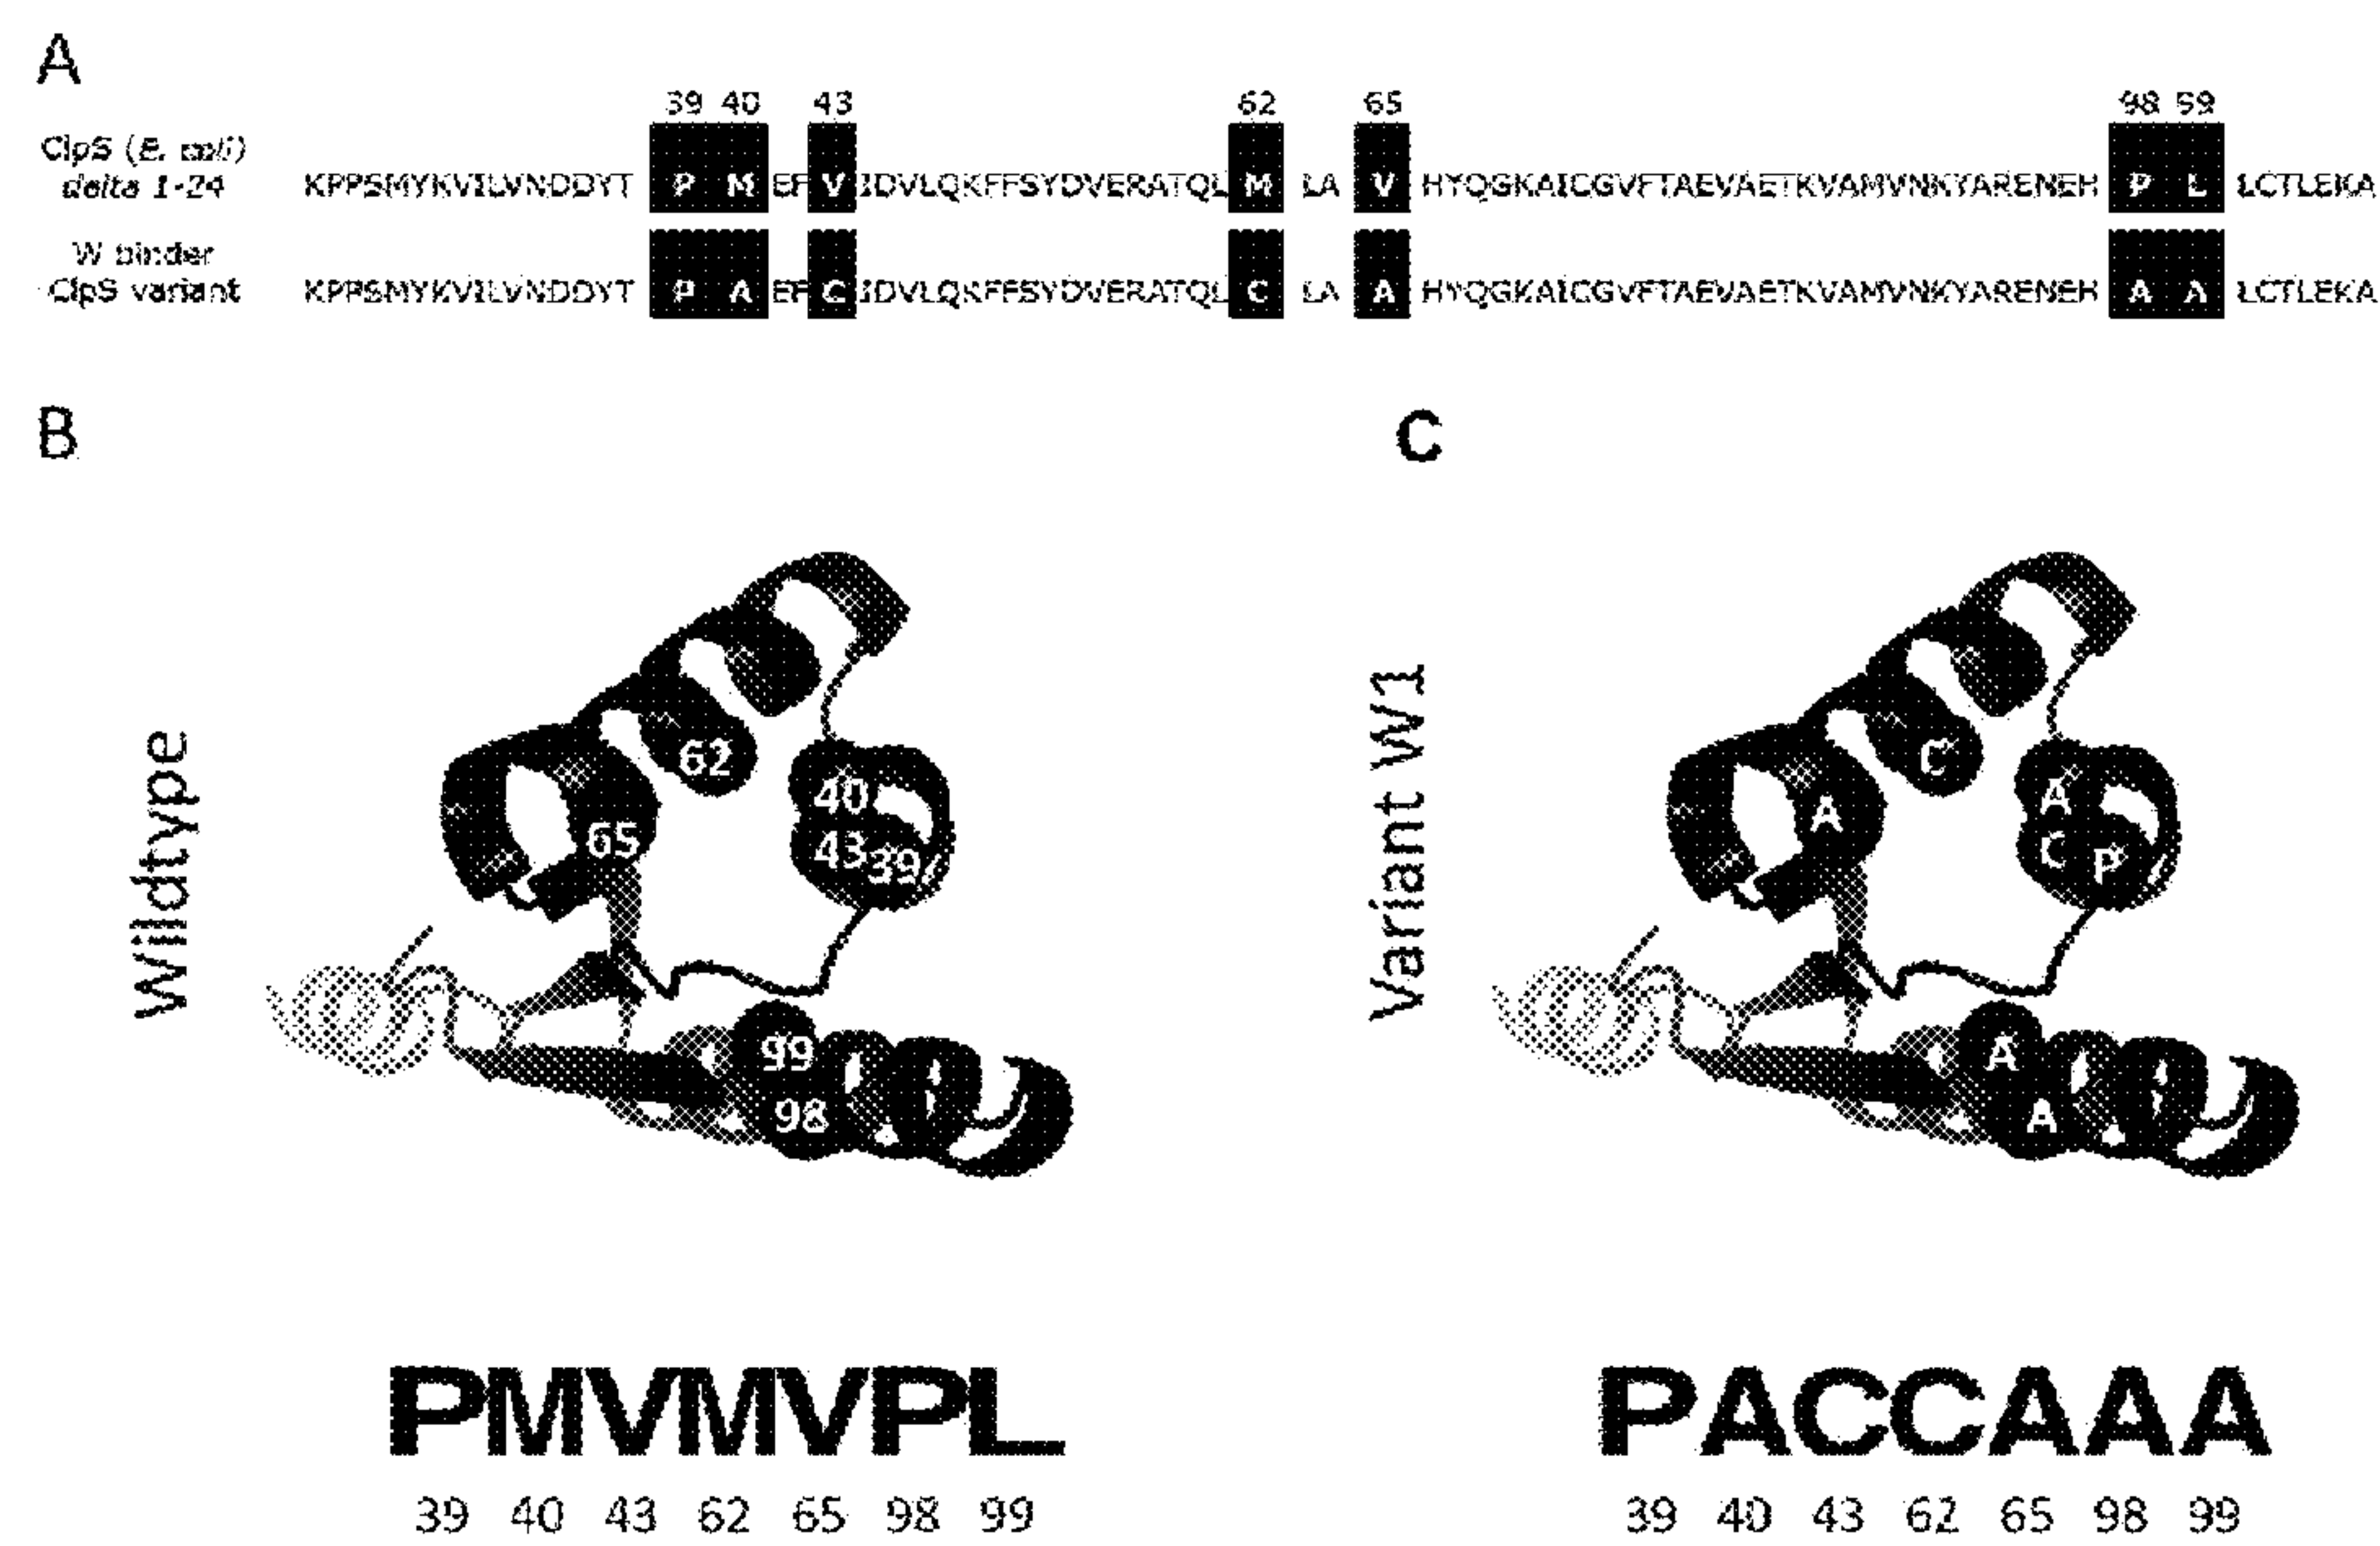 A
39 40 43 62 65 98 99
ClpS (E. coli)
delta 1-24
KPPSMYKVILVNDDYT P M EF V IDVLQKFFSYDVERATQL M LA V HYQGKAICGVFTAEVAETKVAMVNKYARENEH P L LCTLEKA
W binder
ClpS variant
KPPSMYKVILVNDDYT P A EF C IDVLQKFFSYDVERATQL C LA A HYQGKAICGVFTAEVAETKVAMVNKYARENEH A A LCTLEKA
B
Wildtype
62
40
65
43
39
99
98
PMVMVPL
39 40 43 62 65 98 99
C
Variant W1
C
A
A
C
P
A
A
PACCAAA
39 40 43 62 65 98 99